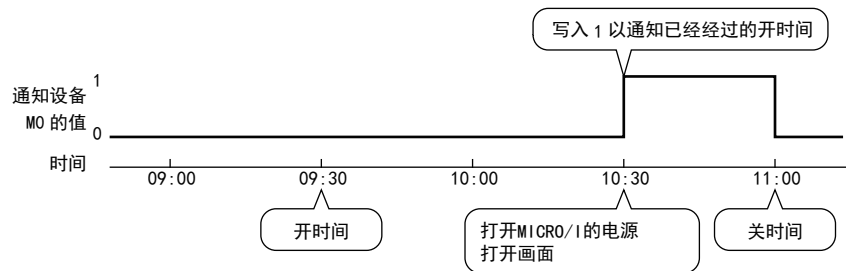 写入 1 以通知已经经过的开时间
1
通知设备
M0 的值
0
时间
09:00 09:30 10:00 10:30 11:00
开时间
打开MICRO/I的电源
打开画面
关时间